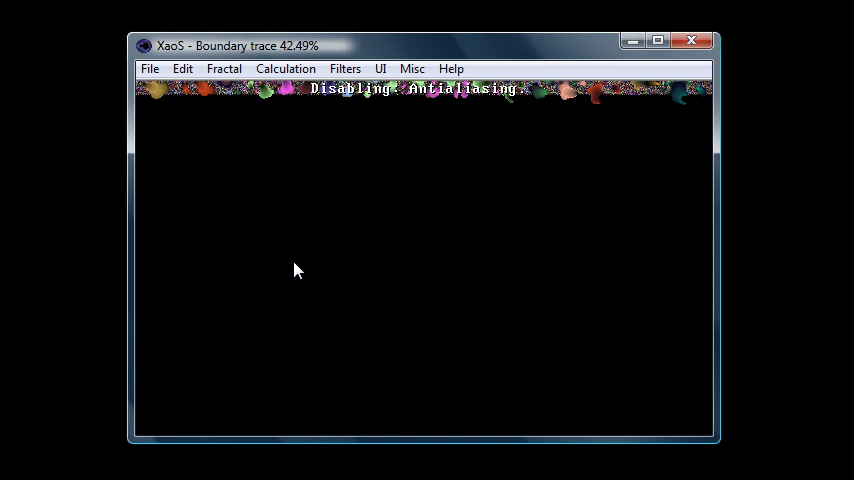 XaoS - Boundary trace 42.49%
File Edit Fractal Calculation Filters UI Misc Help
Disabling: Antialiasing.